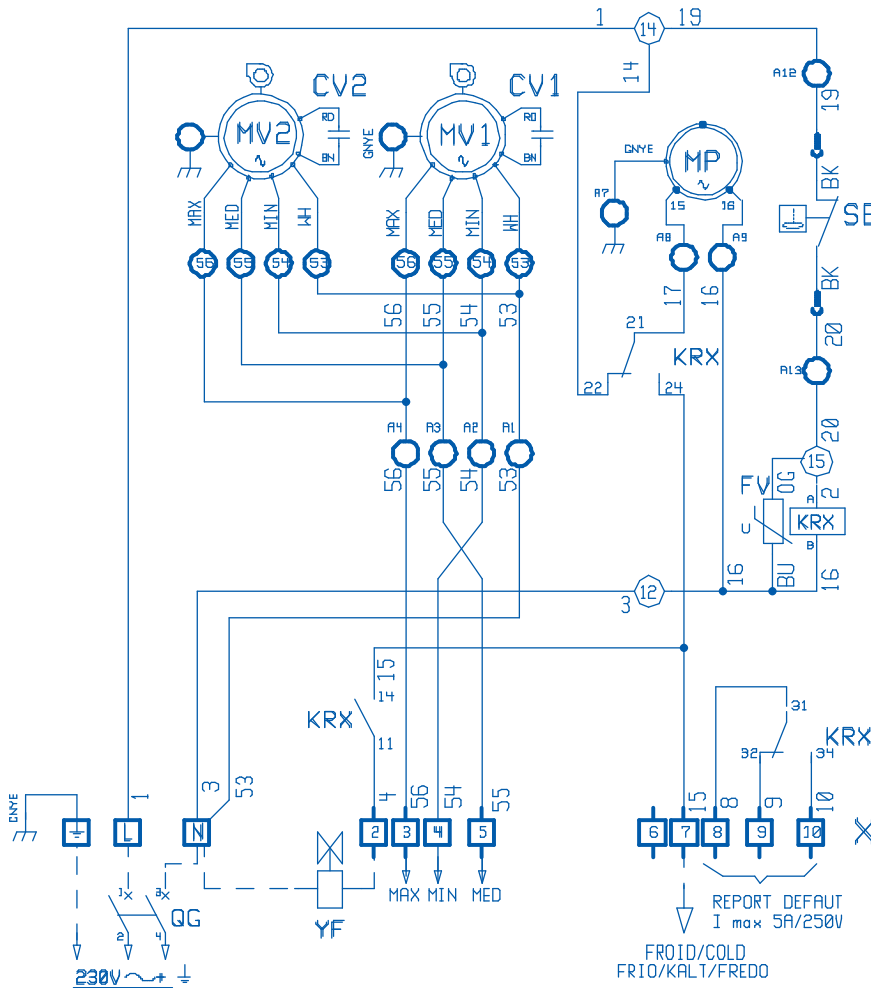 1
14
19
A12
14
19
CV2
CV1
RD
BN
RD
BN
GNYE
MV2
MV1
GNYE
MP
A7
15
16
BK
MAX
MED
MIN
WH
MAX
MED
MIN
WH
A8
A9
56
55
54
53
56
55
54
53
56
55
54
53
17
16
BK
21
KRX
20
A13
22
24
A4
A3
A2
A1
56
55
54
53
20
15
FV
OG
2
A
U
KRX
B
16
BU
16
12
3
15
14
KRX
11
31
KRX
32
34
GNYE
1
3
53
4
56
54
55
15
8
9
10
L
N
2
3
4
5
6
7
8
9
10
X
MAX
MIN
MED
1
3
QG
2
4
YF
230V
REPORT DEFAUT
I max 5A/250V
FROID/COLD
FRIO/KALT/FREDO